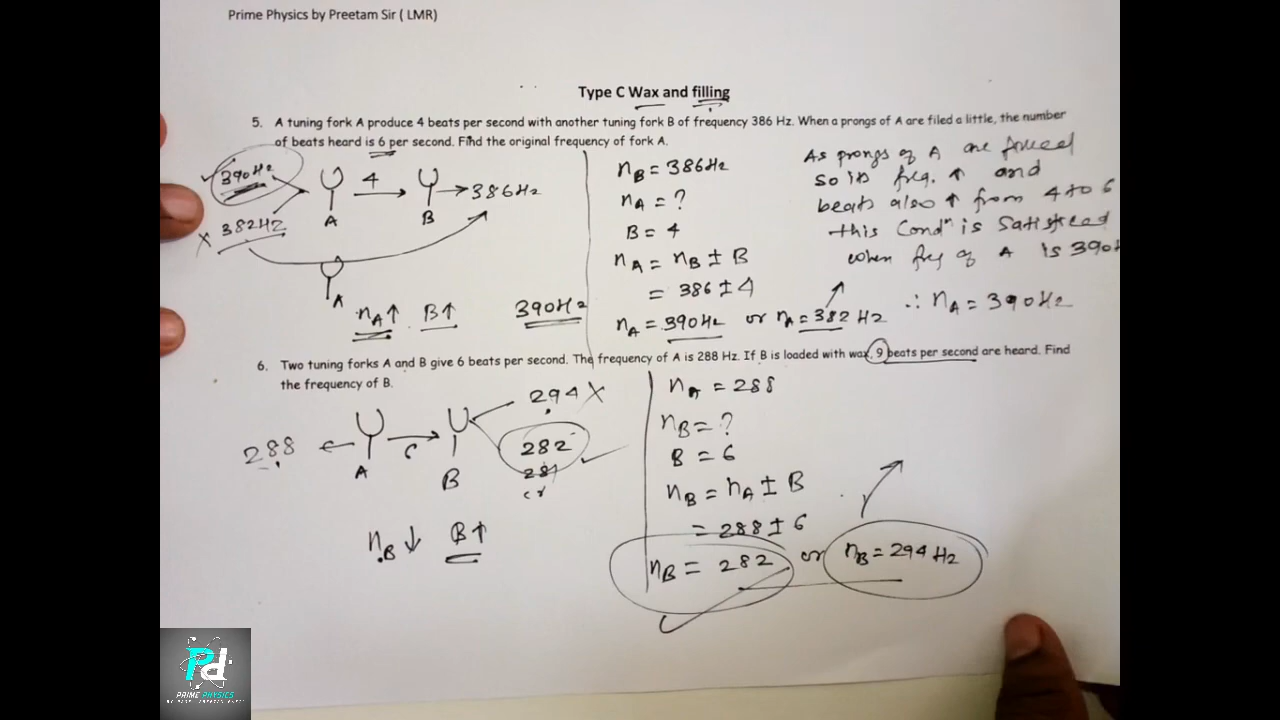 Prime Physics by Preetam Sir ( LMR)
Type C Wax and filling
5. A tuning fork A produce 4 beats per second with another tuning fork B of frequency 386 Hz. When a prongs of A are filed a little, the number
of beats heard is 6 per second. Find the original frequency of fork A.
390Hz
X 382Hz
A
4
B
386Hz
A
nA↑ B↑ 390Hz
nB = 386Hz
nA = ?
B = 4
nA = nB ± B
= 386 ± 4
nA = 390Hz or nA = 382 Hz
As prongs of A are
so its freq. ↑ and
beats also ↑ from 4 to 6
this Condn is
when freq of A is 390H
∴ nA = 390Hz
6. Two tuning forks A and B give 6 beats per second. The frequency of A is 288 Hz. If B is loaded with wax, 9 beats per second are heard. Find
the frequency of B.
288
A
B
294 X
282
nB↓ B↑
nA = 288
nB = ?
B = 6
nB = nA ± B
= 288 ± 6
nB = 282 or nB = 294 Hz
Pd
PRIME PHYSICS